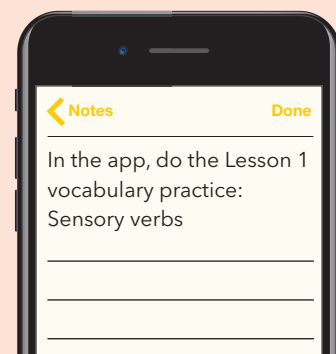 Notes
Done
In the app, do the Lesson 1
vocabulary practice:
Sensory verbs